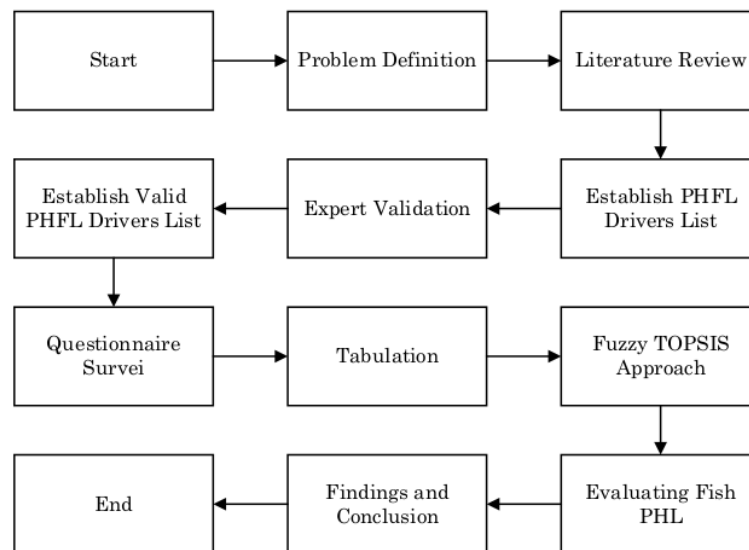 Start
Problem Definition
Literature Review
Establish Valid
PHFL Drivers List
Expert Validation
Establish PHFL
Drivers List
Questionnaire
Survei
Tabulation
Fuzzy TOPSIS
Approach
End
Findings and
Conclusion
Evaluating Fish
PHL